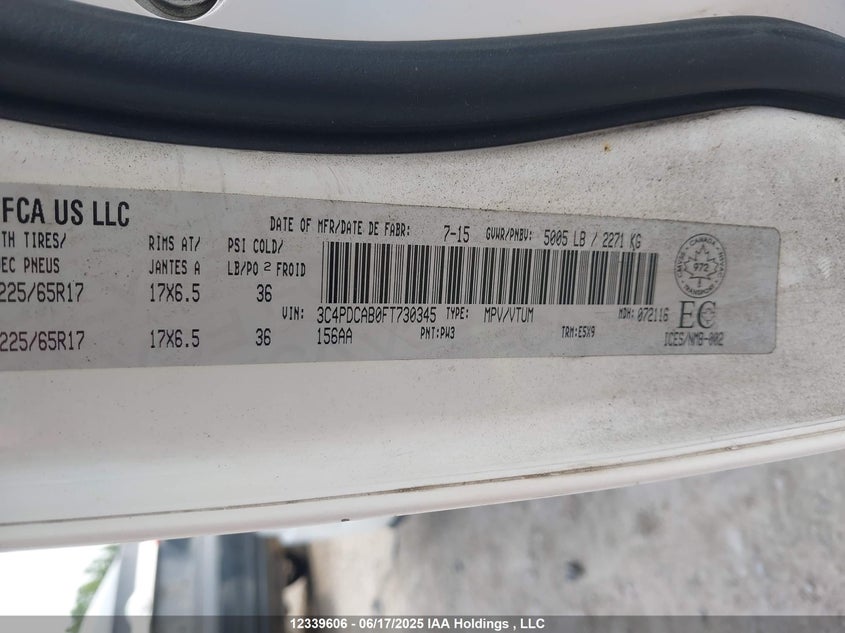 FCA US LLC
DATE OF MFR/DATE DE FABR: 7-15 GVWR/PNBV: 5005 LB / 2271 KG
TH TIRES/ RIMS AT/ PSI COLD/
EC PNEUS JANTES A LB/PO 2 FROID
225/65R17 17X6.5 36
VIN: 3C4PDCAB0FT730345 TYPE: MPV/VTUM MDH: 072116
225/65R17 17X6.5 36 156AA PNT: PW3 TRM: E5X9
CANADA
972
TRANSPORT
EC
ICES/NMB-002
12339606 - 06/17/2025 IAA Holdings , LLC